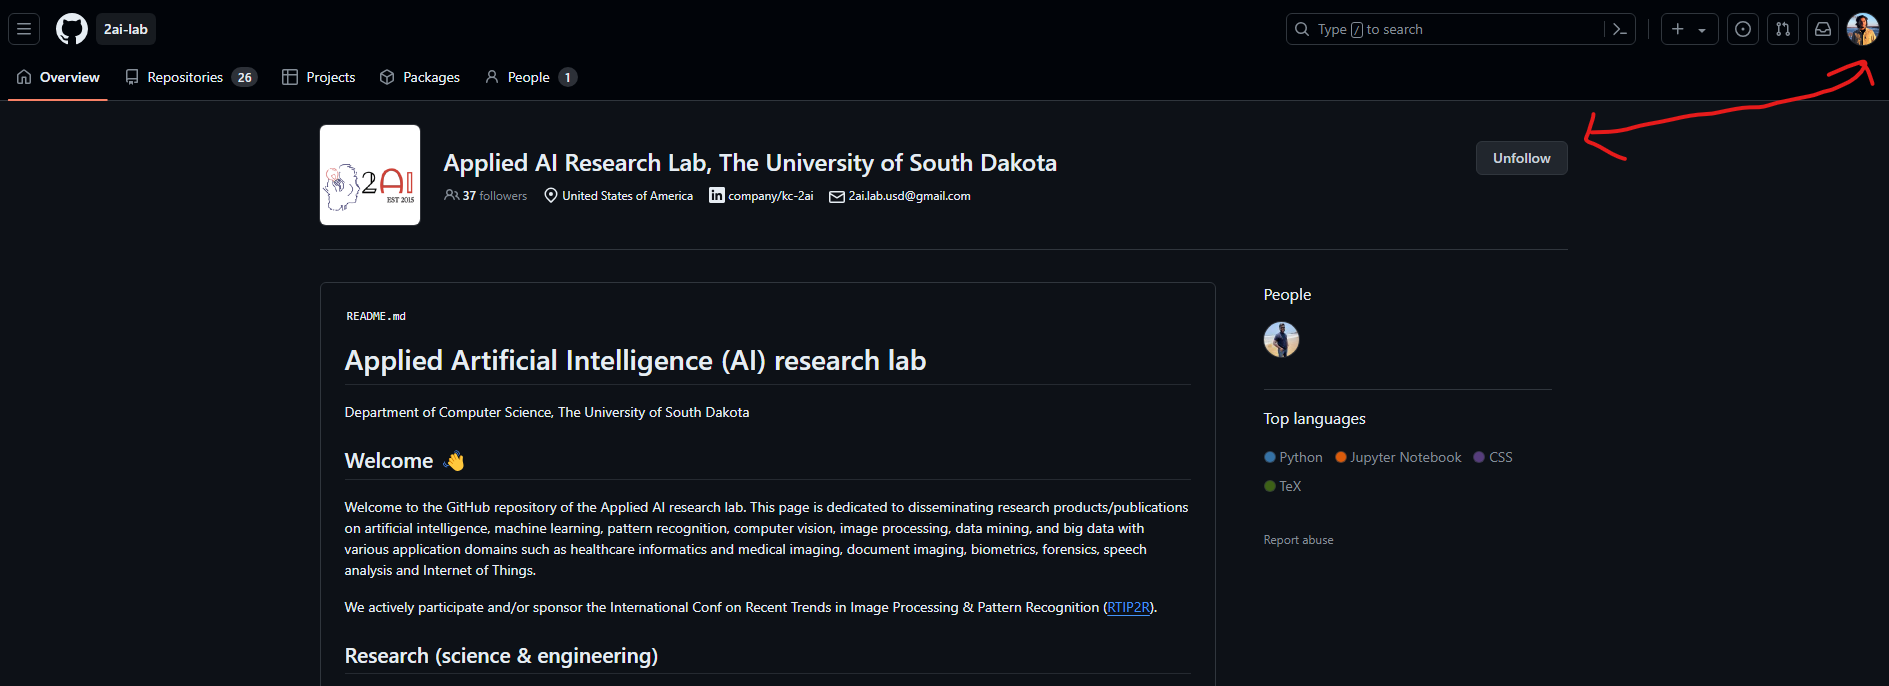 2ai-lab
Type / to search
Overview
Repositories 26
Projects
Packages
People 1
2AI
EST 2015
Applied AI Research Lab, The University of South Dakota
37 followers
United States of America
company/kc-2ai
2ai.lab.usd@gmail.com
Unfollow
README.md
Applied Artificial Intelligence (AI) research lab
Department of Computer Science, The University of South Dakota
Welcome 👋
Welcome to the GitHub repository of the Applied AI research lab. This page is dedicated to disseminating research products/publications
on artificial intelligence, machine learning, pattern recognition, computer vision, image processing, data mining, and big data with
various application domains such as healthcare informatics and medical imaging, document imaging, biometrics, forensics, speech
analysis and Internet of Things.
We actively participate and/or sponsor the International Conf on Recent Trends in Image Processing & Pattern Recognition (RTIP2R).
Research (science & engineering)
People
Top languages
Python
Jupyter Notebook
CSS
TeX
Report abuse